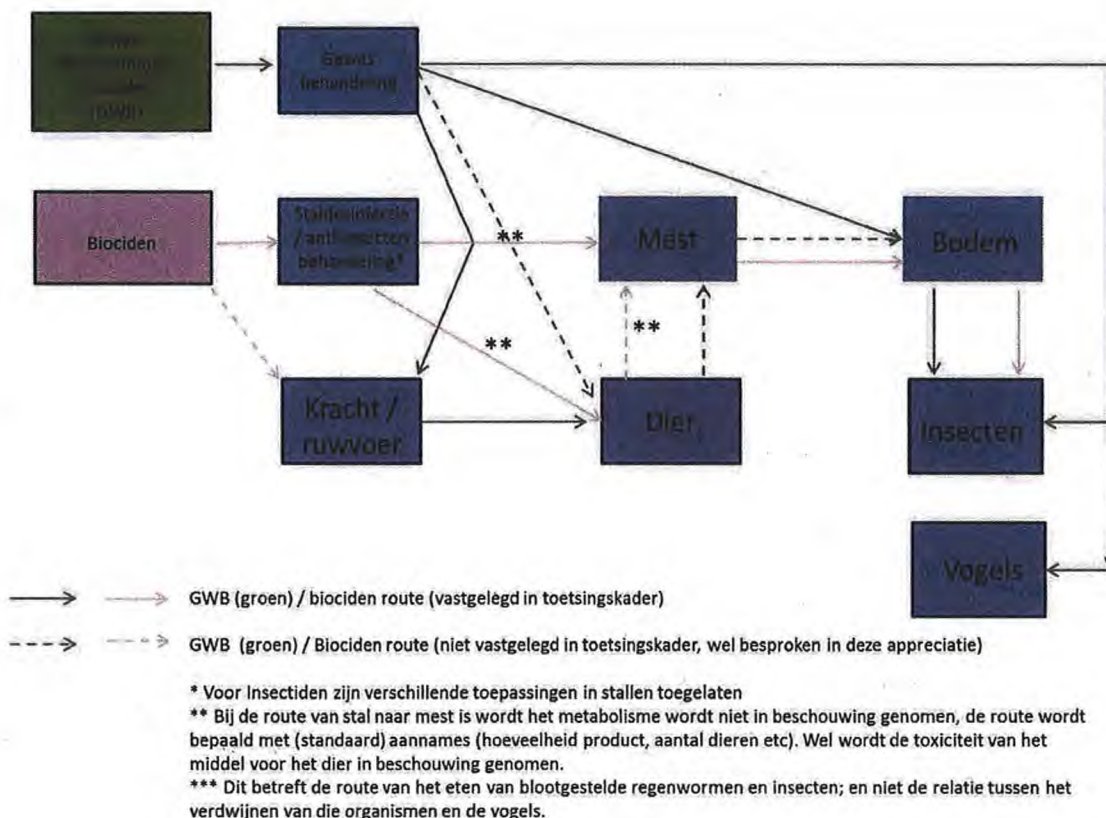 Gewas
behandeling
Biociden
Staldesinfectie
/ anti insecten
behandeling*
**
Mest
Bodem
**
**
Kracht /
ruwvoer
Dier
Insecten
Vogels
GWB (groen) / biociden route (vastgelegd in toetsingskader)
GWB (groen) / Biociden route (niet vastgelegd in toetsingskader, wel besproken in deze appreciatie)
* Voor Insectiden zijn verschillende toepassingen in stallen toegelaten
** Bij de route van stal naar mest is wordt het metabolisme wordt niet in beschouwing genomen, de route wordt
bepaald met (standaard) aannames (hoeveelheid product, aantal dieren etc). Wel wordt de toxiciteit van het
middel voor het dier in beschouwing genomen.
*** Dit betreft de route van het eten van blootgestelde regenwormen en insecten; en niet de relatie tussen het
verdwijnen van die organismen en de vogels.